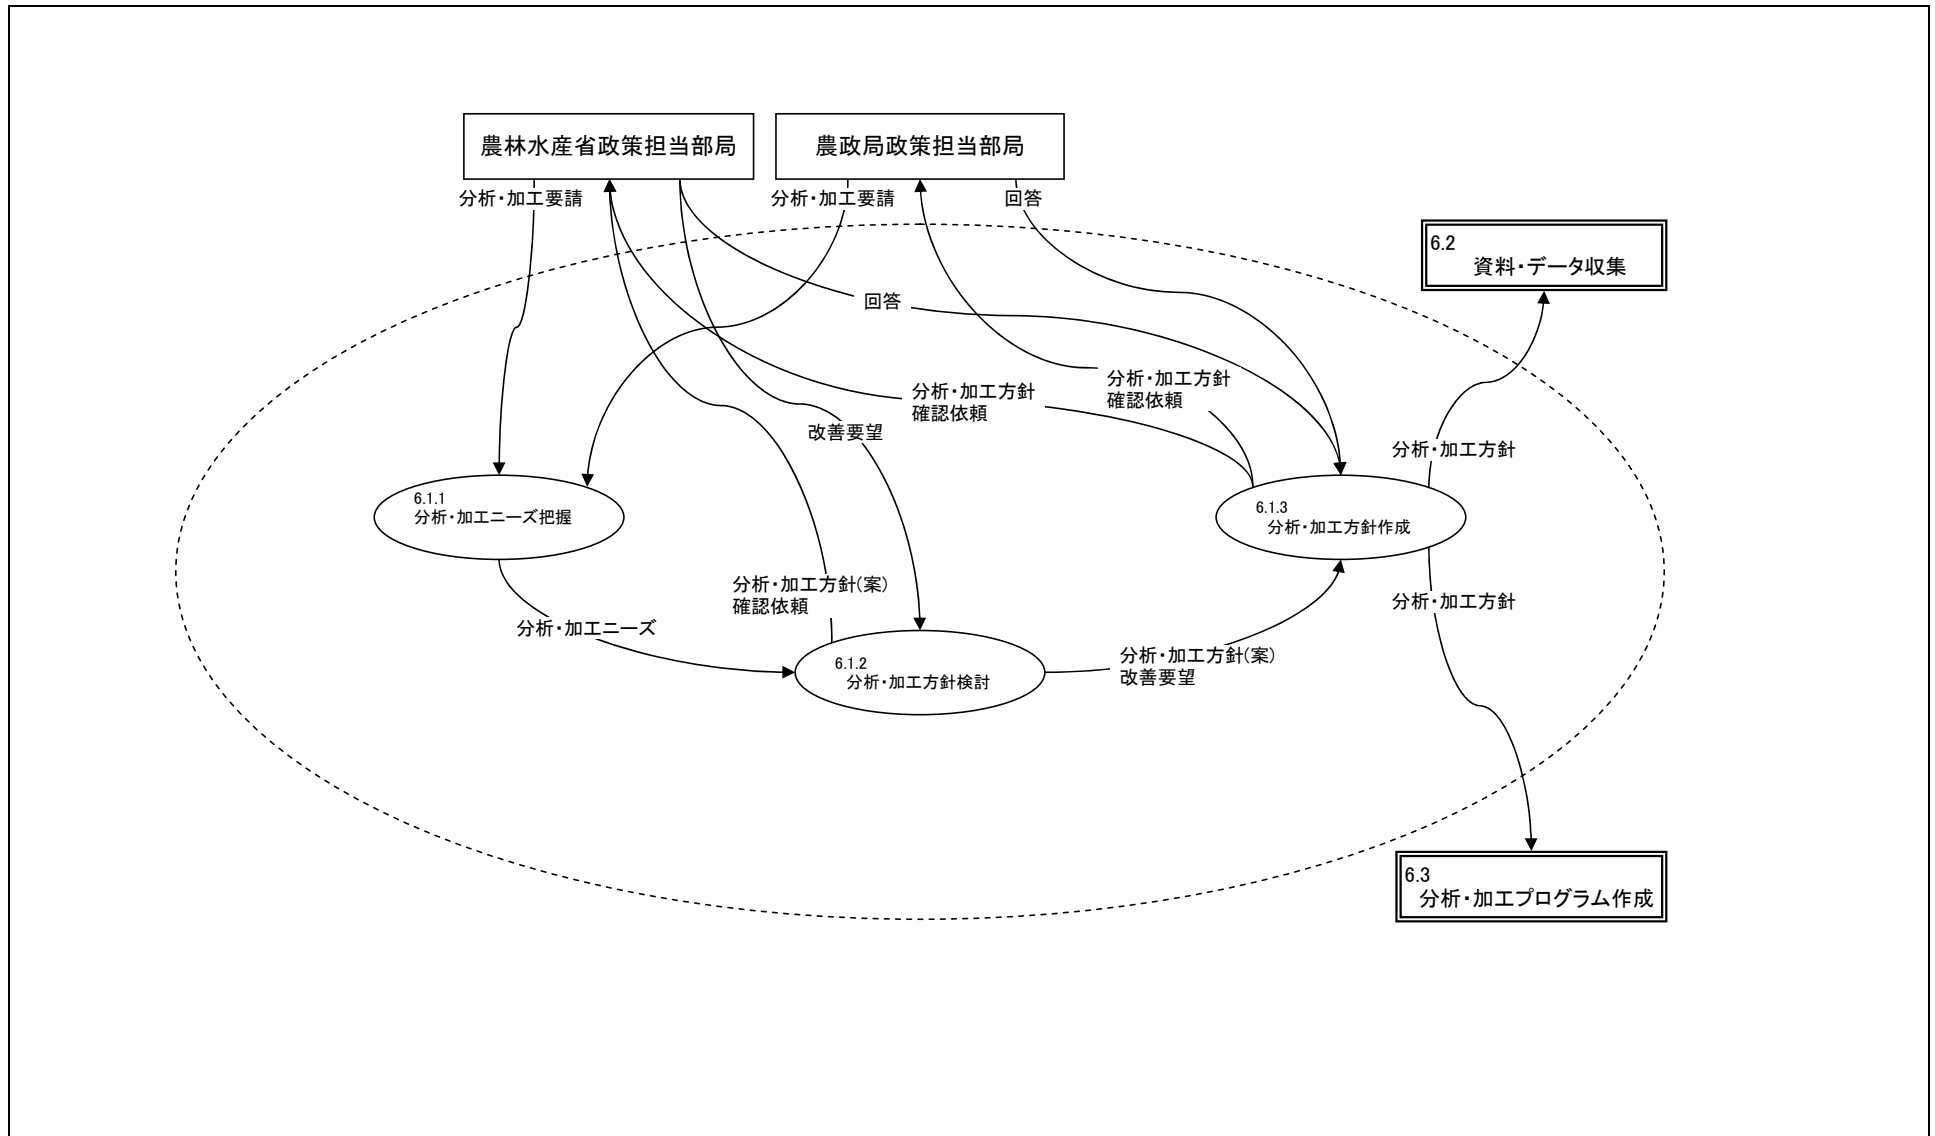 農林水産省政策担当部局
農政局政策担当部局
分析・加工要請
分析・加工要請
回答
6.2
資料・データ収集
回答
分析・加工方針
確認依頼
分析・加工方針
確認依頼
改善要望
分析・加工方針
6.1.1
分析・加工ニーズ把握
6.1.3
分析・加工方針作成
分析・加工方針(案)
確認依頼
分析・加工方針
分析・加工ニーズ
6.1.2
分析・加工方針検討
分析・加工方針(案)
改善要望
6.3
分析・加工プログラム作成